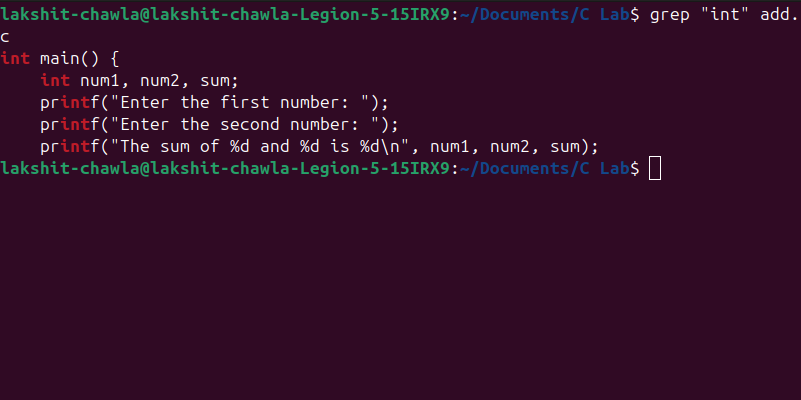 lakshit-chawla@lakshit-chawla-Legion-5-15IRX9:~/Documents/C Lab$ grep "int" add.
c
int main() {
    int num1, num2, sum;
    printf("Enter the first number: ");
    printf("Enter the second number: ");
    printf("The sum of %d and %d is %d\n", num1, num2, sum);
lakshit-chawla@lakshit-chawla-Legion-5-15IRX9:~/Documents/C Lab$